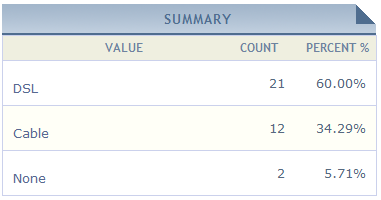 SUMMARY
VALUE COUNT PERCENT %
DSL 21 60.00%
Cable 12 34.29%
None 2 5.71%